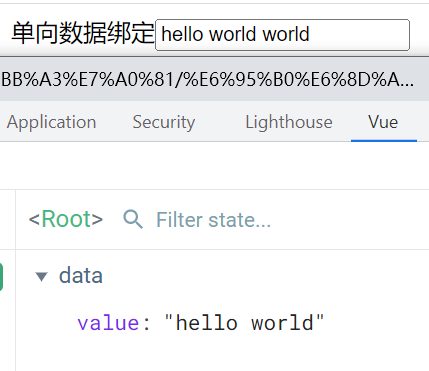 单向数据绑定 hello world world
BB%A3%E7%A0%81/%E6%95%B0%E6%8D%A...
Application Security Lighthouse Vue
<Root> Filter state...
data
value: "hello world"